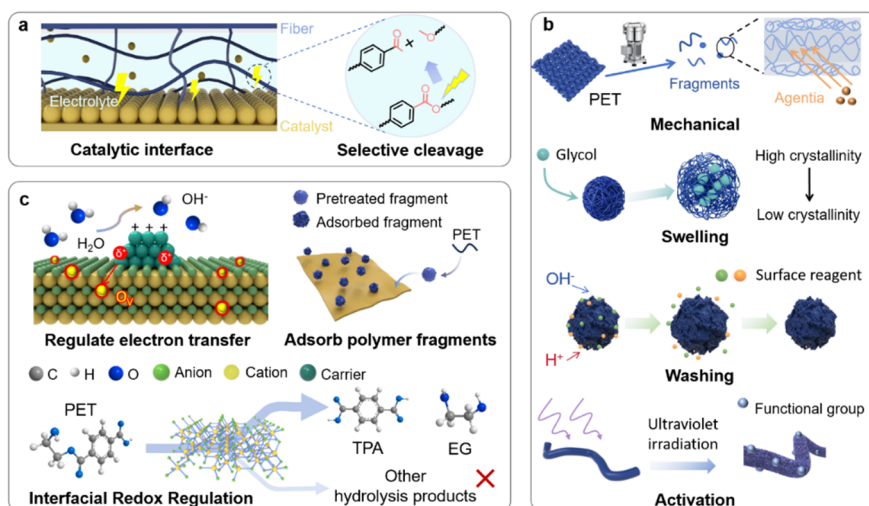 a
Fiber
Electrolyte
Catalyst
Catalytic interface
Selective cleavage
O
O
+
O
O
b
PET
Fragments
Agentia
Mechanical
Glycol
High crystallinity
Low crystallinity
Swelling
OH-
H+
Surface reagent
Washing
Ultraviolet
irradiation
Functional group
Activation
c
H₂O
OH-
+ + +
δ+
δ+
Ov
Regulate electron transfer
Pretreated fragment
Adsorbed fragment
PET
Adsorb polymer fragments
C H O Anion Cation Carrier
PET
TPA
EG
Other
hydrolysis products
Interfacial Redox Regulation